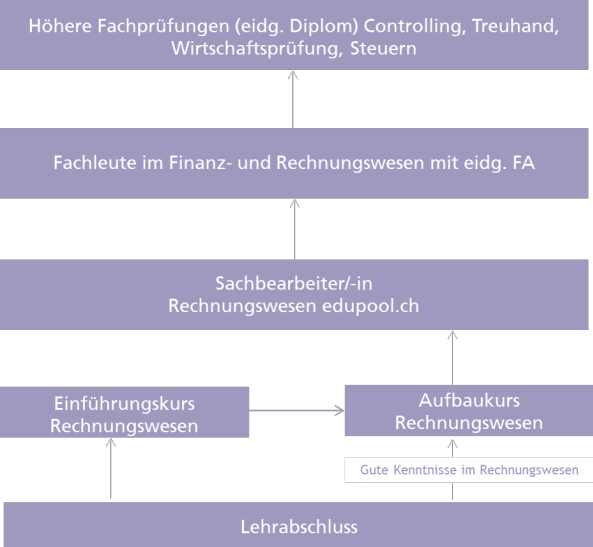 Höhere Fachprüfungen (eidg. Diplom) Controlling, Treuhand,
Wirtschaftsprüfung, Steuern
Fachleute im Finanz- und Rechnungswesen mit eidg. FA
Sachbearbeiter/-in
Rechnungswesen edupool.ch
Einführungskurs
Rechnungswesen
Aufbaukurs
Rechnungswesen
Gute Kenntnisse im Rechnungswesen
Lehrabschluss